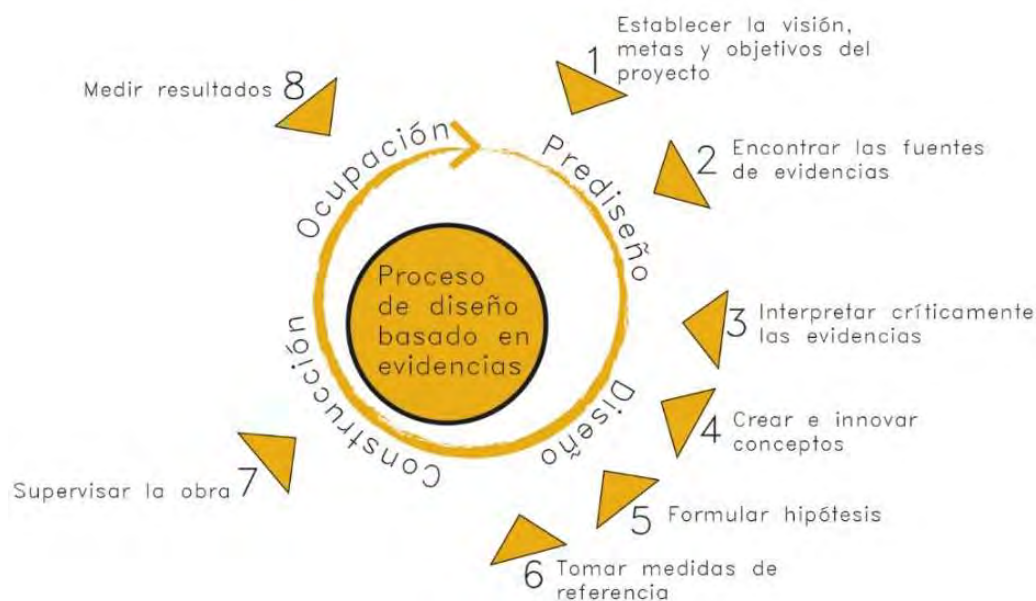 1 Establecer la visión,
metas y objetivos del
proyecto
2 Encontrar las fuentes
de evidencias
3 Interpretar críticamente
las evidencias
4 Crear e innovar
conceptos
5 Formular hipótesis
6 Tomar medidas de
referencia
7 Supervisar la obra
8 Medir resultados
Prediseño
Diseño
Construcción
Ocupación
Proceso
de diseño
basado en
evidencias